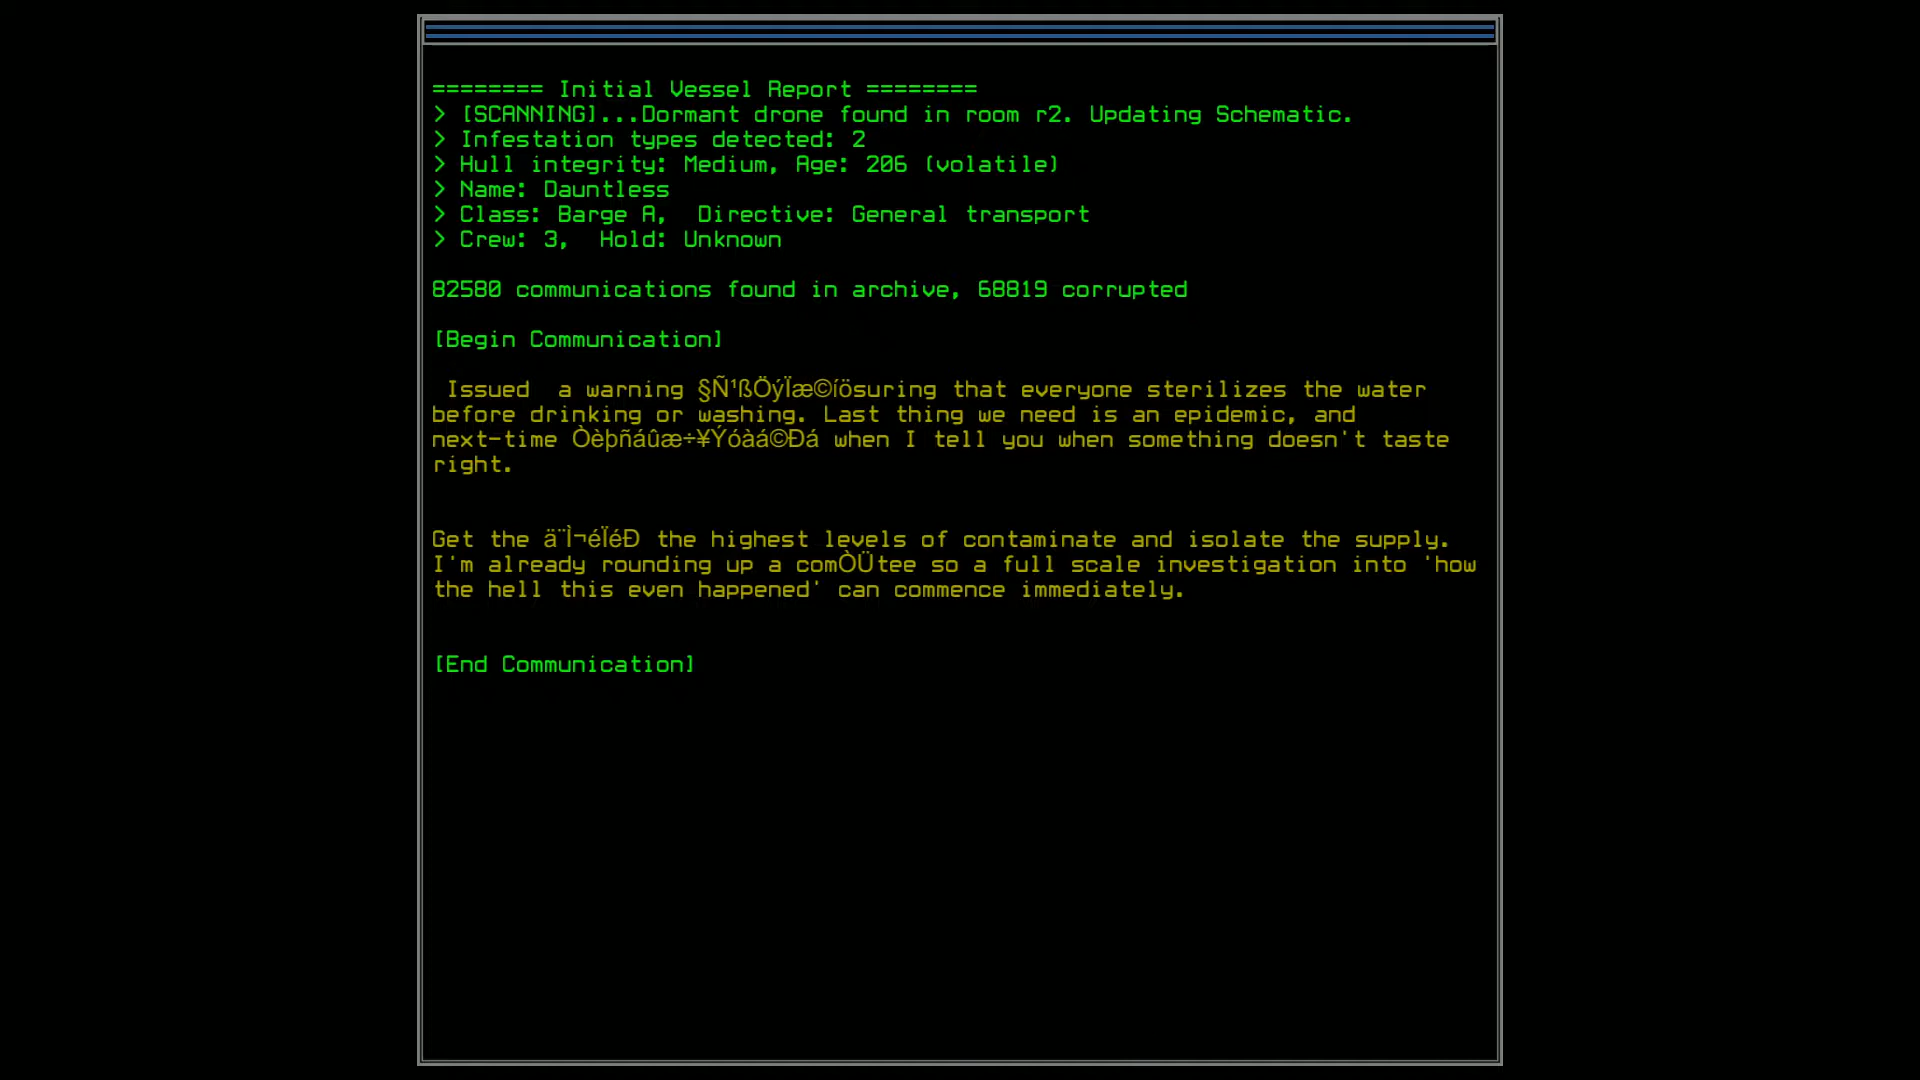 ======== Initial Vessel Report ========
> [SCANNING]...Dormant drone found in room r2. Updating Schematic.
> Infestation types detected: 2
> Hull integrity: Medium, Age: 206 (volatile)
> Name: Dauntless
> Class: Barge A,  Directive: General transport
> Crew: 3,  Hold: Unknown
82580 communications found in archive, 68819 corrupted
[Begin Communication]
Issued  a warning §Ñ¹ßÖýÏæ©íösuring that everyone sterilizes the water
before drinking or washing. Last thing we need is an epidemic, and
next-time Òèþñáûæ÷¥Ýóàá©Ðá when I tell you when something doesn't taste
right.
Get the ä¨Ì¬éÏéÐ the highest levels of contaminate and isolate the supply.
I'm already rounding up a comÒÜtee so a full scale investigation into 'how
the hell this even happened' can commence immediately.
[End Communication]